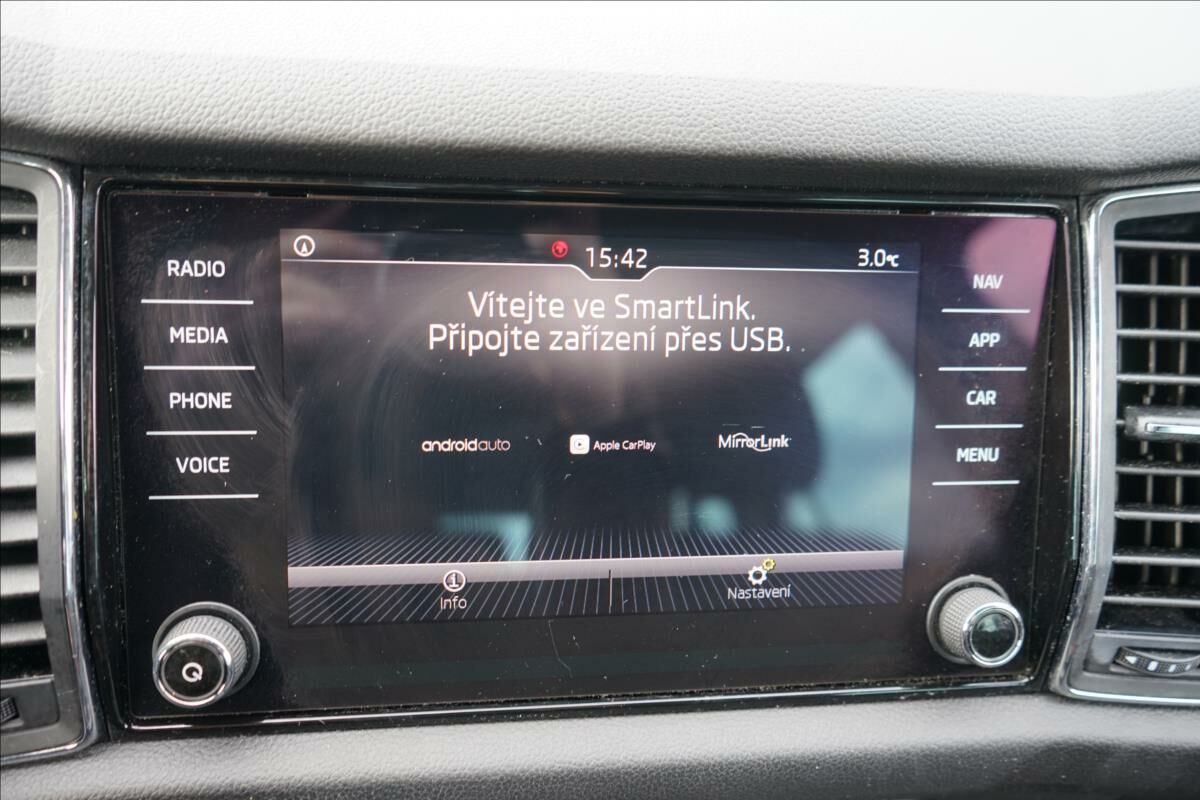 15:42
3,0°C
RADIO
MEDIA
PHONE
VOICE
Vítejte ve SmartLink.
Připojte zařízení přes USB.
androidauto
Apple CarPlay
MirrorLink
Info
Nastavení
NAV
APP
CAR
MENU